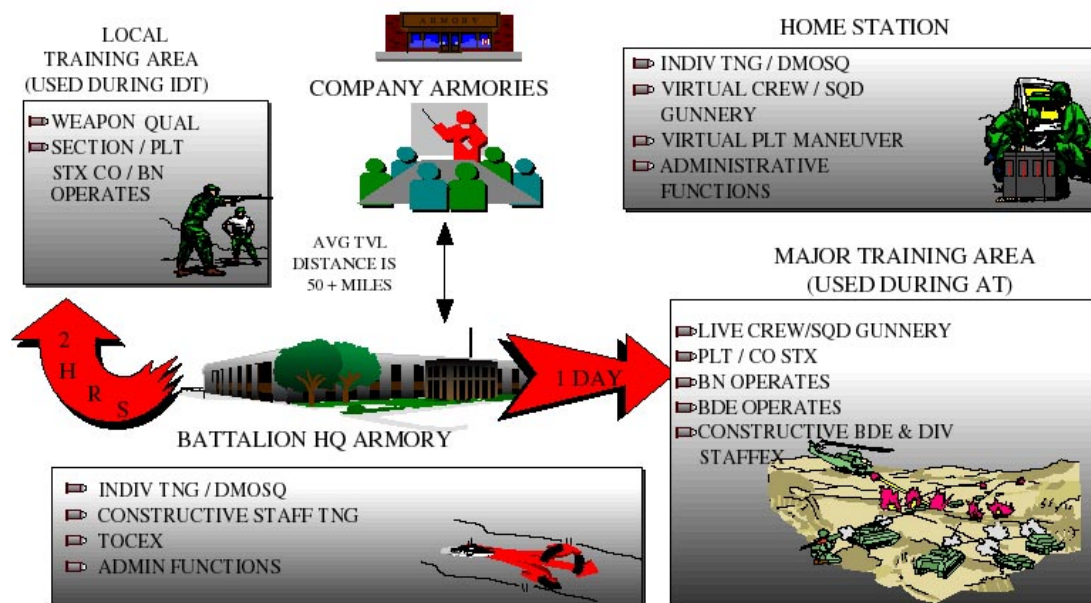 LOCAL
TRAINING AREA
(USED DURING IDT)
WEAPON QUAL
SECTION / PLT
STX CO / BN
OPERATES
ARMORY
COMPANY ARMORIES
AVG TVL
DISTANCE IS
50 + MILES
HOME STATION
INDIV TNG / DMOSQ
VIRTUAL CREW / SQD
GUNNERY
VIRTUAL PLT MANEUVER
ADMINISTRATIVE
FUNCTIONS
2 HRS
1 DAY
BATTALION HQ ARMORY
INDIV TNG / DMOSQ
CONSTRUCTIVE STAFF TNG
TOCEX
ADMIN FUNCTIONS
MAJOR TRAINING AREA
(USED DURING AT)
LIVE CREW/SQD GUNNERY
PLT / CO STX
BN OPERATES
BDE OPERATES
CONSTRUCTIVE BDE & DIV
STAFFEX